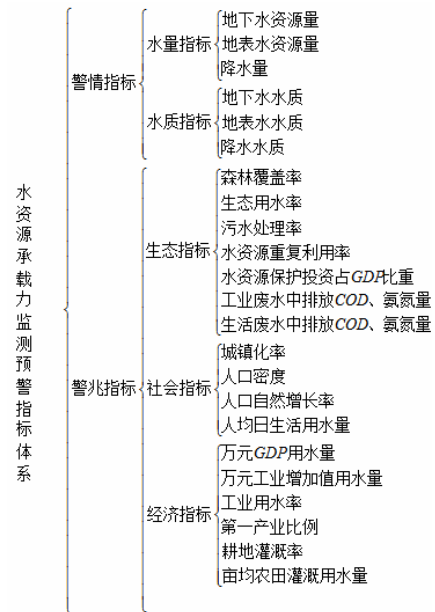 水资源承载力监测预警指标体系
警情指标
水量指标
地下水资源量
地表水资源量
降水量
水质指标
地下水水质
地表水水质
降水水质
警兆指标
生态指标
森林覆盖率
生态用水率
污水处理率
水资源重复利用率
水资源保护投资占GDP比重
工业废水中排放COD、氨氮量
生活废水中排放COD、氨氮量
社会指标
城镇化率
人口密度
人口自然增长率
人均日生活用水量
经济指标
万元GDP用水量
万元工业增加值用水量
工业用水率
第一产业比例
耕地灌溉率
亩均农田灌溉用水量